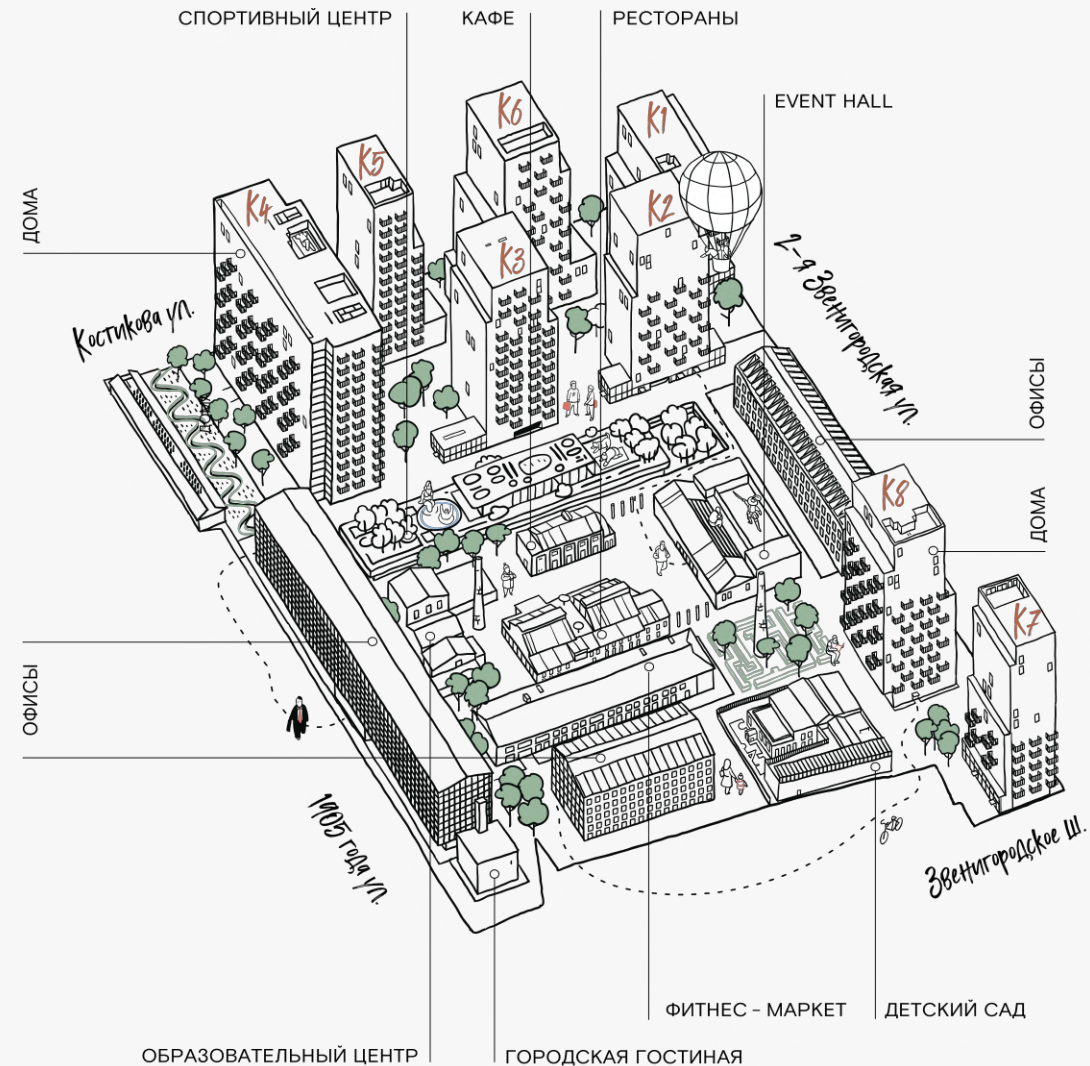 СПОРТИВНЫЙ ЦЕНТР
КАФЕ
РЕСТОРАНЫ
EVENT HALL
К6
К1
К5
К2
К4
К3
ДОМА
2-я Звенигородская ул.
Костикова ул.
ОФИСЫ
К8
ДОМА
К7
ОФИСЫ
1905 года ул.
Звенигородское ш.
ФИТНЕС - МАРКЕТ
ДЕТСКИЙ САД
ОБРАЗОВАТЕЛЬНЫЙ ЦЕНТР
ГОРОДСКАЯ ГОСТИНАЯ